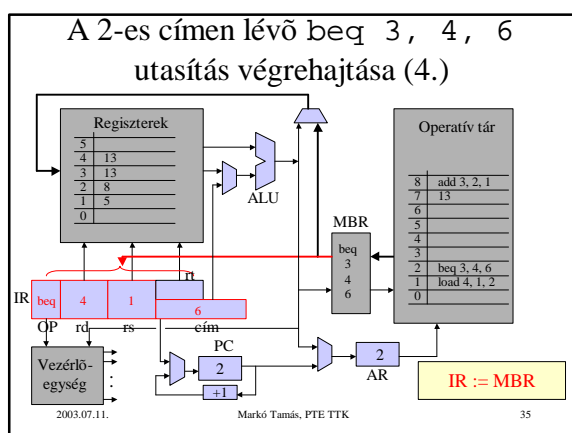 A 2-es címen lévõ beq 3, 4, 6
utasítás végrehajtása (4.)
Regiszterek
5
4 13
3 13
2 8
1 5
0
ALU
MBR
beq
3
4
6
Operatív tár
8 add 3, 2, 1
7 13
6
5
4
3
2 beq 3, 4, 6
1 load 4, 1, 2
0
rt
IR beq 4 1 6
OP rd rs cím
Vezérlõ-
egység
PC
2
+1
2
AR
IR := MBR
2003.07.11. Markó Tamás, PTE TTK 35